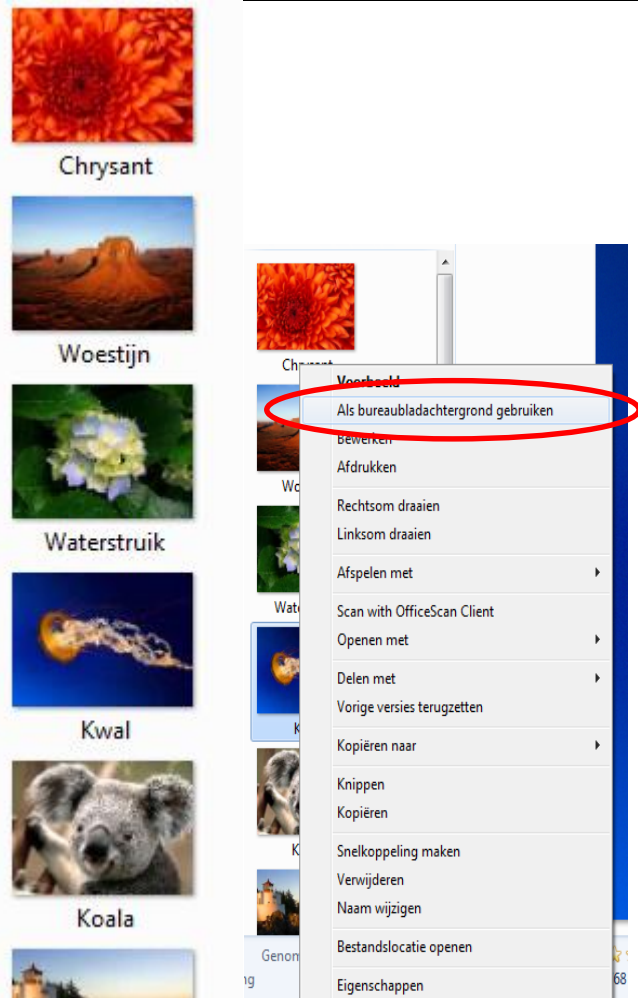 Chrysant
Woestijn
Waterstruik
Kwal
Koala
Voorbeeld
Als bureaubladachtergrond gebruiken
Bewerken
Afdrukken
Rechtsom draaien
Linksom draaien
Afspelen met
Scan with OfficeScan Client
Openen met
Delen met
Vorige versies terugzetten
Kopiëren naar
Knippen
Kopiëren
Snelkoppeling maken
Verwijderen
Naam wijzigen
Bestandslocatie openen
Eigenschappen
68